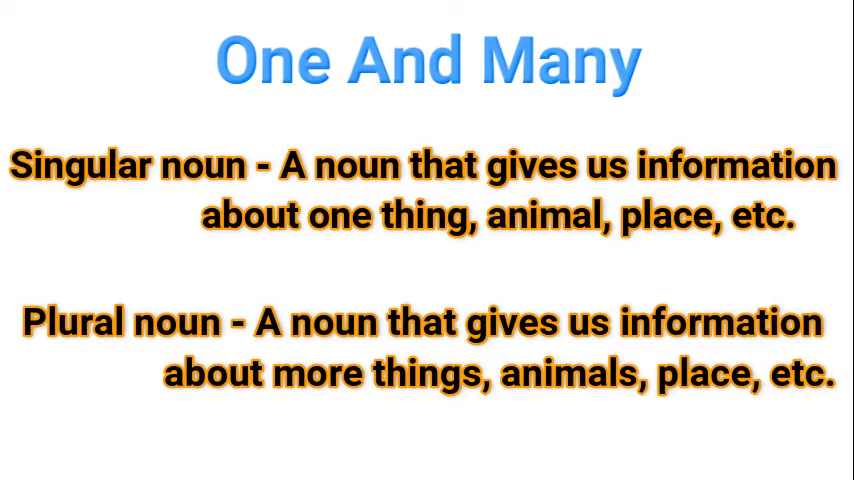 One And Many
Singular noun - A noun that gives us information
about one thing, animal, place, etc.
Plural noun - A noun that gives us information
about more things, animals, place, etc.